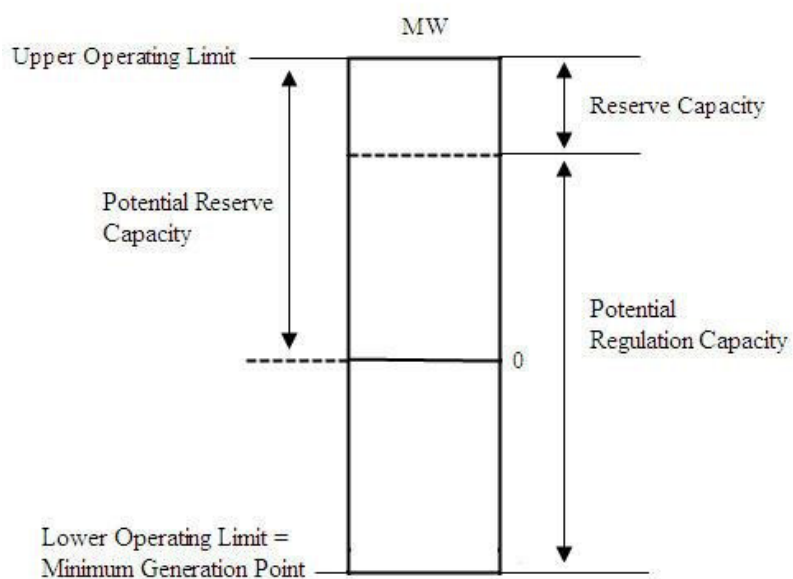 MW
Upper Operating Limit
Reserve Capacity
Potential Reserve
Capacity
Potential
Regulation Capacity
0
Lower Operating Limit =
Minimum Generation Point